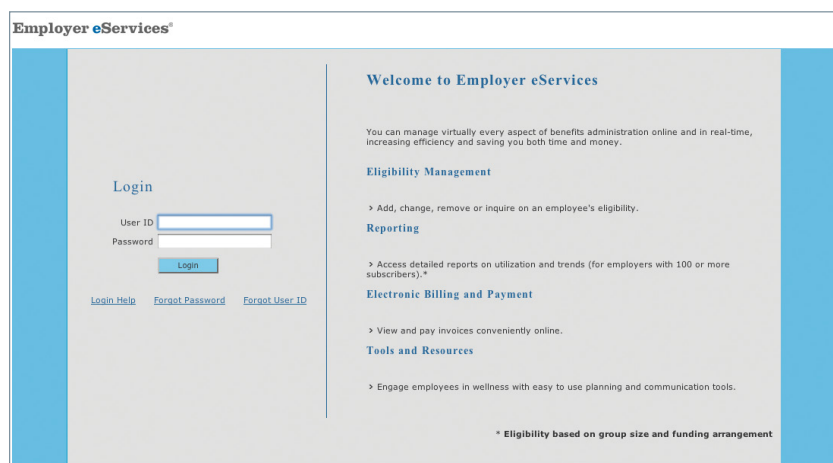 Employer eServices®
Login
User ID
Password
Login
Login Help Forgot Password Forgot User ID
Welcome to Employer eServices
You can manage virtually every aspect of benefits administration online and in real-time,
increasing efficiency and saving you both time and money.
Eligibility Management
> Add, change, remove or inquire on an employee's eligibility.
Reporting
> Access detailed reports on utilization and trends (for employers with 100 or more
subscribers).*
Electronic Billing and Payment
> View and pay invoices conveniently online.
Tools and Resources
> Engage employees in wellness with easy to use planning and communication tools.
* Eligibility based on group size and funding arrangement